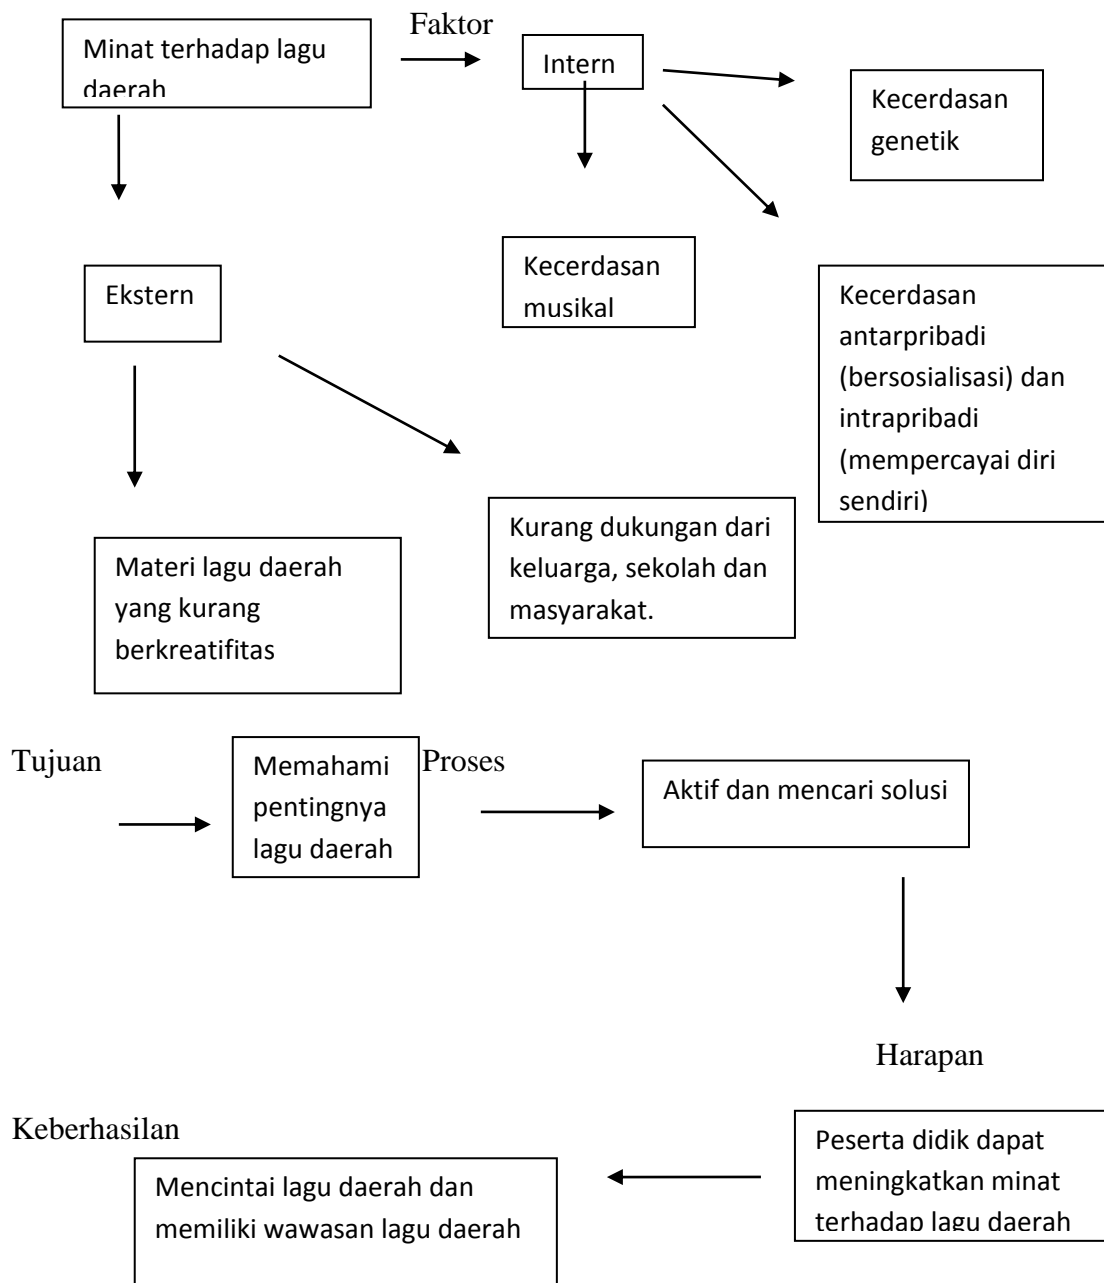 Faktor
Minat terhadap lagu
daerah
Intern
Kecerdasan
genetik
Kecerdasan
musikal
Ekstern
Kecerdasan
antarpribadi
(bersosialisasi) dan
intrapribadi
(mempercayai diri
sendiri)
Kurang dukungan dari
keluarga, sekolah dan
masyarakat.
Materi lagu daerah
yang kurang
berkreatifitas
Tujuan
Memahami
pentingnya
lagu daerah
Proses
Aktif dan mencari solusi
Harapan
Keberhasilan
Peserta didik dapat
meningkatkan minat
terhadap lagu daerah
Mencintai lagu daerah dan
memiliki wawasan lagu daerah